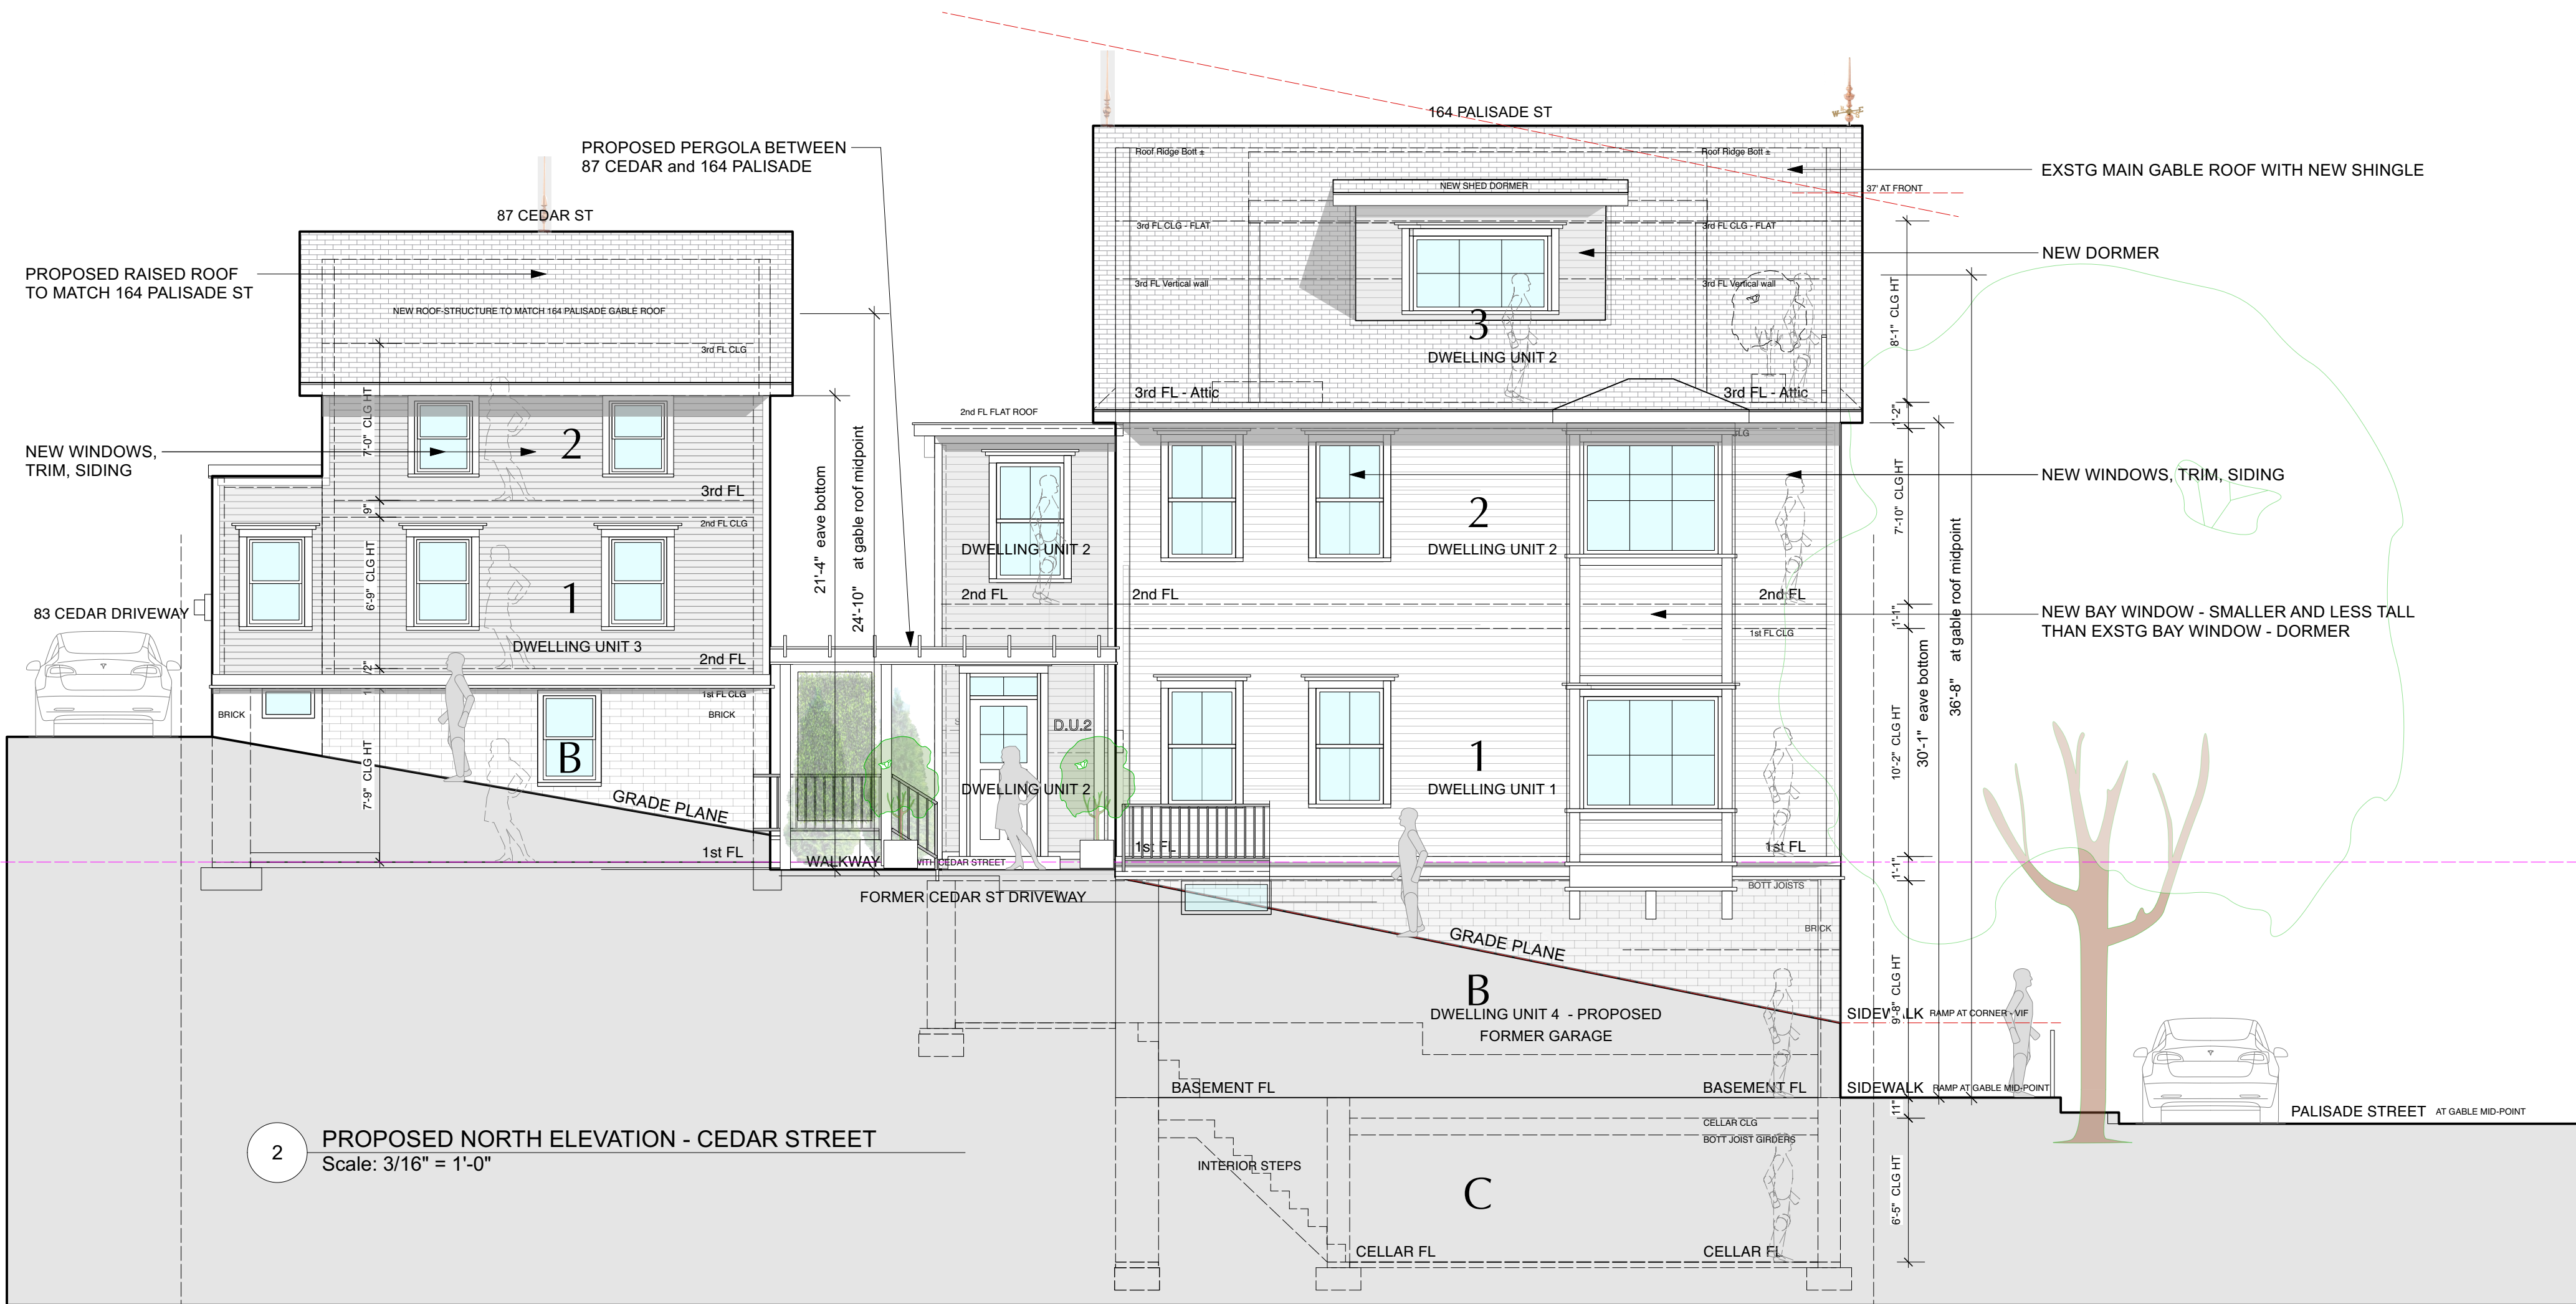 164 PALISADE ST
PROPOSED PERGOLA BETWEEN
87 CEDAR and 164 PALISADE
Roof Ridge Bott ±
Roof Ridge Bott ±
EXSTG MAIN GABLE ROOF WITH NEW SHINGLE
NEW SHED DORMER
37' AT FRONT
87 CEDAR ST
3rd FL CLG - FLAT
3rd FL CLG - FLAT
NEW DORMER
PROPOSED RAISED ROOF
TO MATCH 164 PALISADE ST
3rd FL Vertical wall
3rd FL Vertical wall
NEW ROOF-STRUCTURE TO MATCH 164 PALISADE GABLE ROOF
8'-1" CLG HT
3
3rd FL CLG
DWELLING UNIT 2
3rd FL - Attic
3rd FL - Attic
2nd FL FLAT ROOF
1'-2"
7'-0" CLG HT
CLG
2
NEW WINDOWS,
TRIM, SIDING
NEW WINDOWS, TRIM, SIDING
3rd FL
7'-10" CLG HT
9"
2nd FL CLG
2
21'-4" eave bottom
24'-10" at gable roof midpoint
DWELLING UNIT 2
DWELLING UNIT 2
6'-9" CLG HT
1
2nd FL
2nd FL
2nd FL
83 CEDAR DRIVEWAY
1'-1"
NEW BAY WINDOW - SMALLER AND LESS TALL
THAN EXSTG BAY WINDOW - DORMER
DWELLING UNIT 3
1st FL CLG
2nd FL
36'-8" at gable roof midpoint
30'-1" eave bottom
1st FL CLG
BRICK
BRICK
D.U.2
10'-2" CLG HT
B
1
7'-9" CLG HT
DWELLING UNIT 2
DWELLING UNIT 1
GRADE PLANE
1st FL
1st FL
1st FL
WALKWAY
WITH CEDAR STREET
1'-1"
BOTT JOISTS
FORMER CEDAR ST DRIVEWAY
BRICK
GRADE PLANE
B
9'-8" CLG HT
DWELLING UNIT 4 - PROPOSED
FORMER GARAGE
SIDEWALK RAMP AT CORNER - VIF
BASEMENT FL
BASEMENT FL
SIDEWALK RAMP AT GABLE MID-POINT
11"
PALISADE STREET AT GABLE MID-POINT
CELLAR CLG
BOTT JOIST GIRDERS
2
PROPOSED NORTH ELEVATION - CEDAR STREET
Scale: 3/16" = 1'-0"
INTERIOR STEPS
C
6'-5" CLG HT
CELLAR FL
CELLAR FL